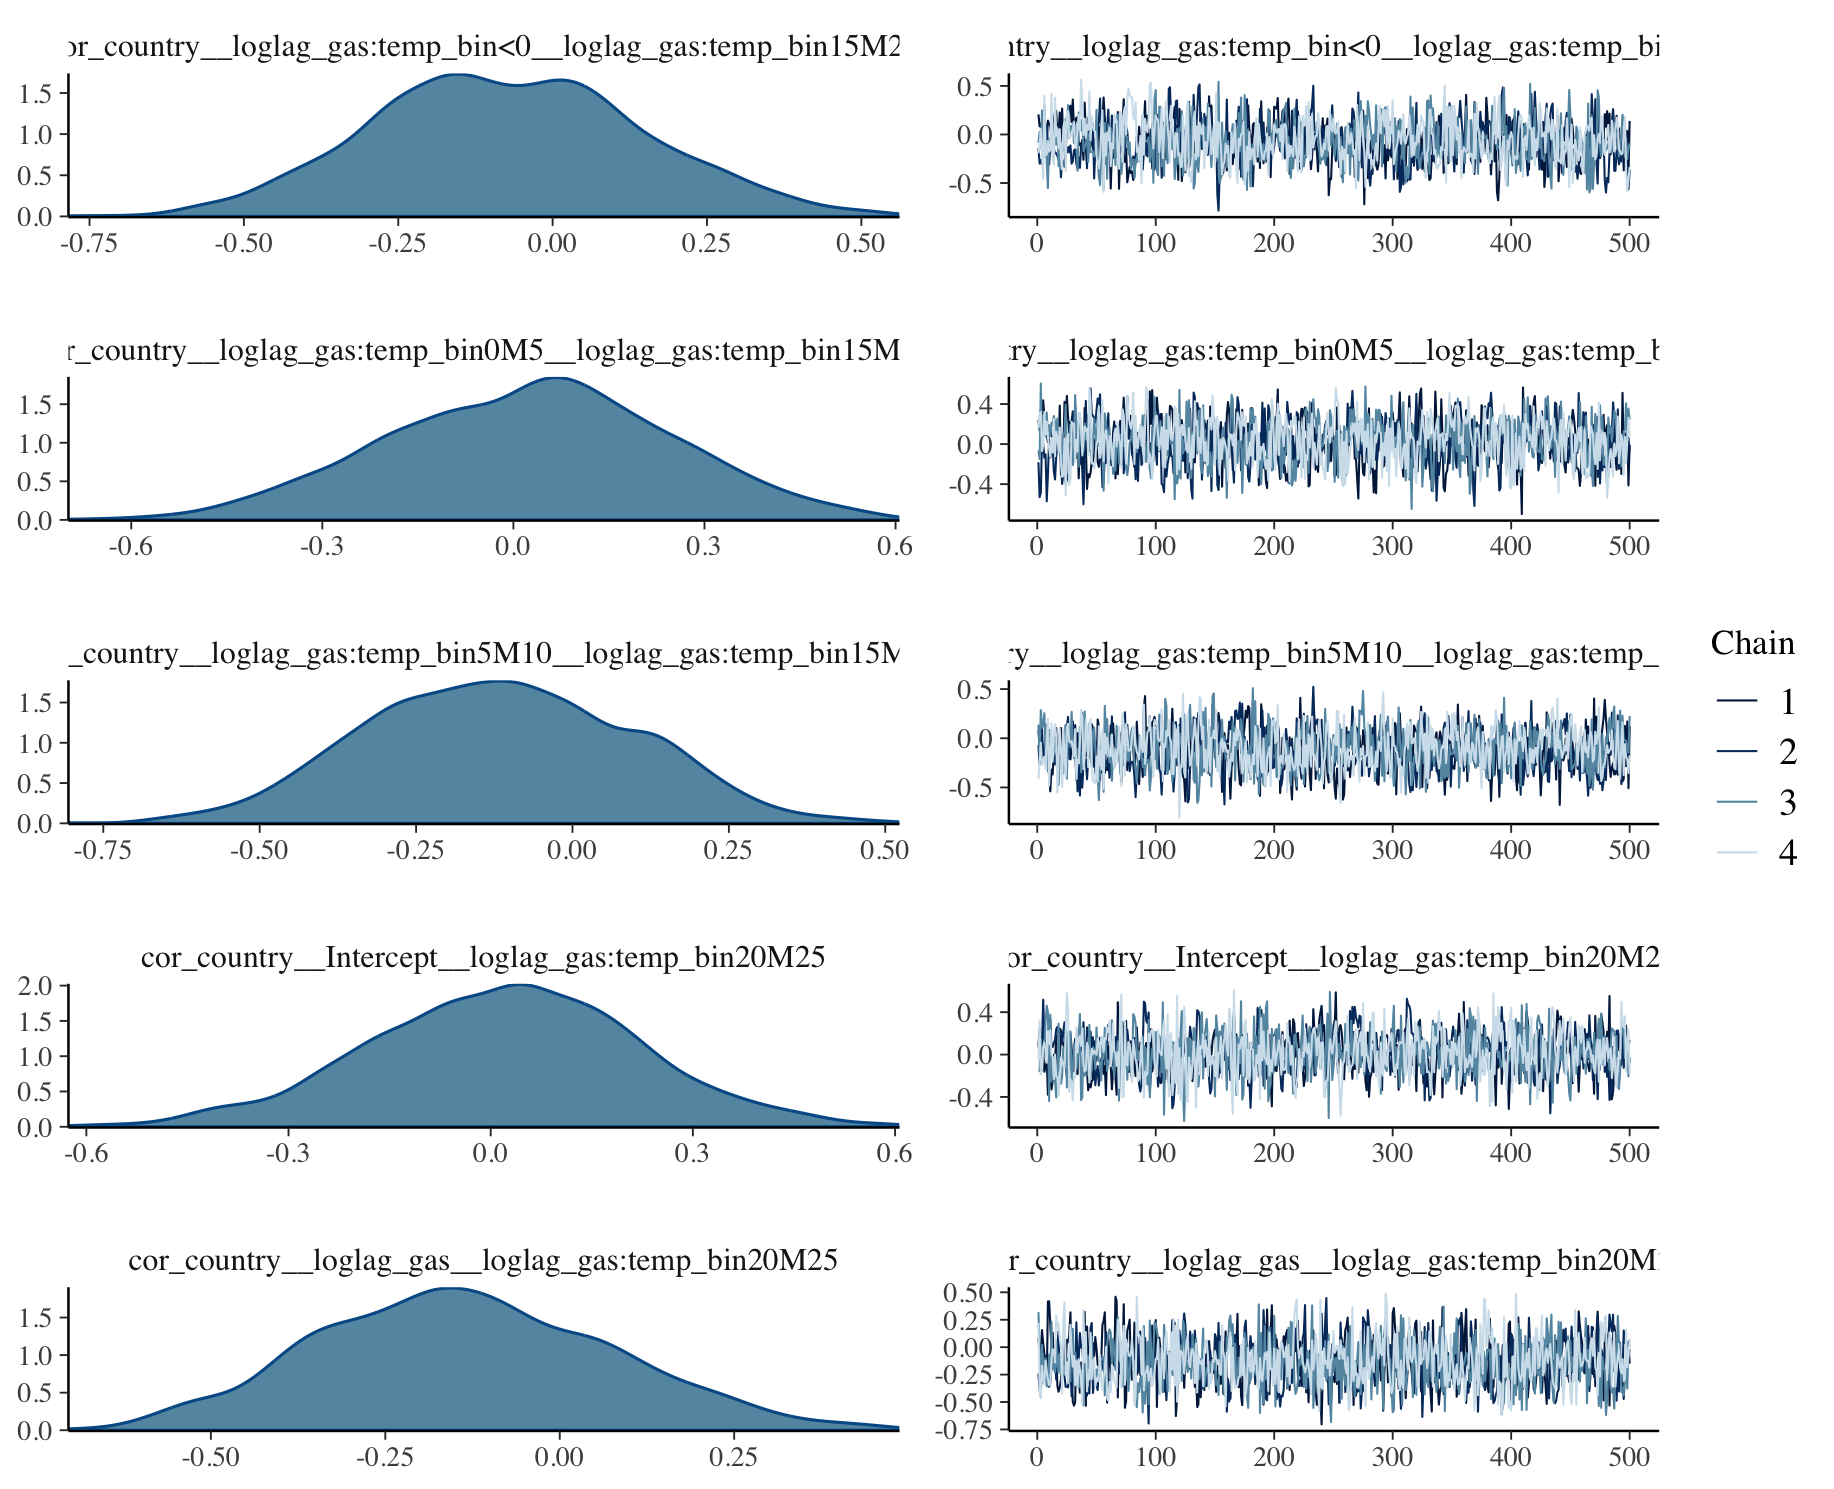 or_country__loglag_gas:temp_bin<0__loglag_gas:temp_bin15M2
ntry__loglag_gas:temp_bin<0__loglag_gas:temp_bi
1.5
1.0
0.5
0.0
-0.75 -0.50 -0.25 0.00 0.25 0.50
0.5
0.0
-0.5
0 100 200 300 400 500
r_country__loglag_gas:temp_bin0M5__loglag_gas:temp_bin15M
ry__loglag_gas:temp_bin0M5__loglag_gas:temp_b
1.5
1.0
0.5
0.0
-0.6 -0.3 0.0 0.3 0.6
0.4
0.0
-0.4
0 100 200 300 400 500
_country__loglag_gas:temp_bin5M10__loglag_gas:temp_bin15M
ry__loglag_gas:temp_bin5M10__loglag_gas:temp_
1.5
1.0
0.5
0.0
-0.75 -0.50 -0.25 0.00 0.25 0.50
0.5
0.0
-0.5
0 100 200 300 400 500
Chain
1
2
3
4
cor_country__Intercept__loglag_gas:temp_bin20M25
or_country__Intercept__loglag_gas:temp_bin20M2
2.0
1.5
1.0
0.5
0.0
-0.6 -0.3 0.0 0.3 0.6
0.4
0.0
-0.4
0 100 200 300 400 500
cor_country__loglag_gas__loglag_gas:temp_bin20M25
r_country__loglag_gas__loglag_gas:temp_bin20M
1.5
1.0
0.5
0.0
-0.50 -0.25 0.00 0.25
0.50
0.25
0.00
-0.25
-0.50
-0.75
0 100 200 300 400 500